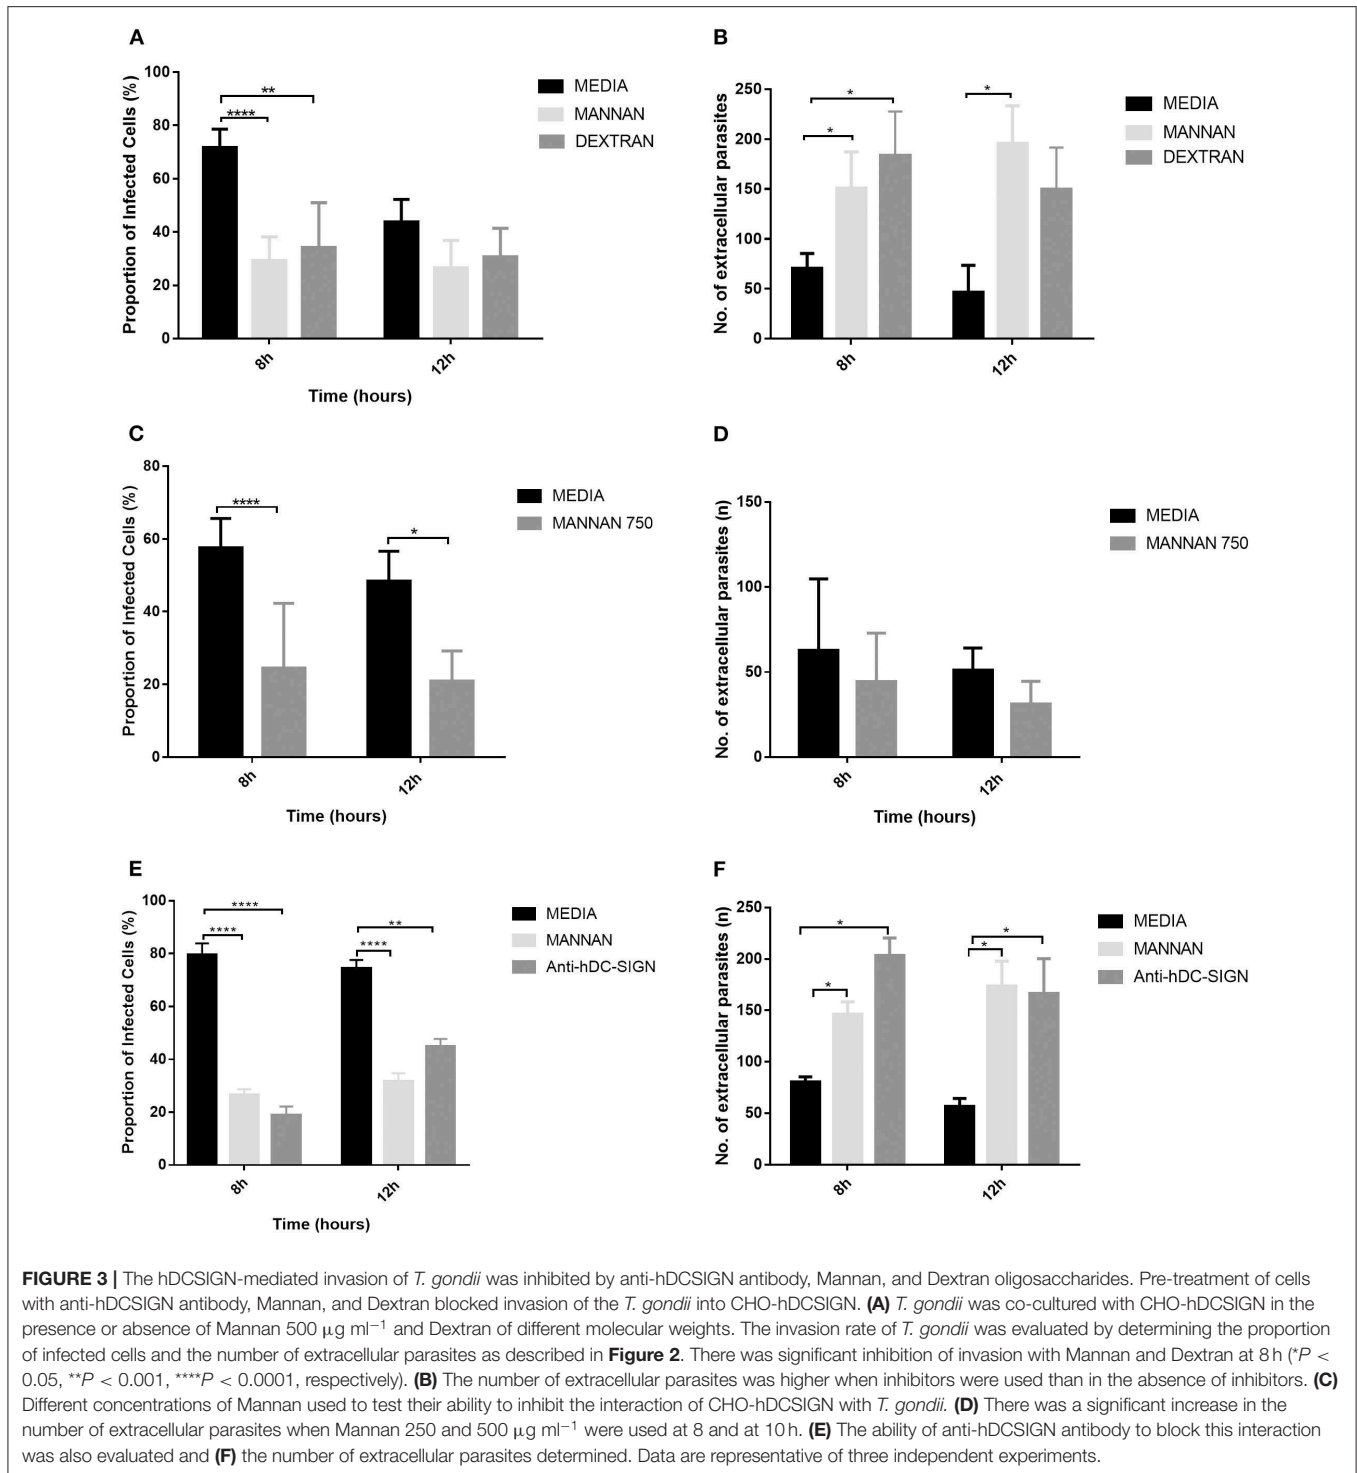 A
Proportion of Infected Cells (%)
100
80
60
40
20
0
**
****
MEDIA
MANNAN
DEXTRAN
8h
12h
Time (hours)
B
No. of extracellular parasites
250
200
150
100
50
0
*
*
*
MEDIA
MANNAN
DEXTRAN
8h
12h
C
Proportion of Infected Cells (%)
80
60
40
20
0
****
*
MEDIA
MANNAN 750
8h
12h
Time (hours)
D
No. of extracellular parasites (n)
150
100
50
0
MEDIA
MANNAN 750
8h
12h
Time (hours)
E
Proportion of Infected Cells (%)
100
80
60
40
20
0
****
****
**
****
MEDIA
MANNAN
Anti-hDC-SIGN
8h
12h
Time (hours)
F
No. of extracellular parasites (n)
250
200
150
100
50
0
*
*
*
*
MEDIA
MANNAN
Anti-hDC-SIGN
8h
12h
FIGURE 3 | The hDCSIGN-mediated invasion of T. gondii was inhibited by anti-hDCSIGN antibody, Mannan, and Dextran oligosaccharides. Pre-treatment of cells
with anti-hDCSIGN antibody, Mannan, and Dextran blocked invasion of the T. gondii into CHO-hDCSIGN. (A) T. gondii was co-cultured with CHO-hDCSIGN in the
presence or absence of Mannan 500 μg ml−1 and Dextran of different molecular weights. The invasion rate of T. gondii was evaluated by determining the proportion
of infected cells and the number of extracellular parasites as described in Figure 2. There was significant inhibition of invasion with Mannan and Dextran at 8 h (*P <
0.05, **P < 0.001, ****P < 0.0001, respectively). (B) The number of extracellular parasites was higher when inhibitors were used than in the absence of inhibitors. (C)
Different concentrations of Mannan used to test their ability to inhibit the interaction of CHO-hDCSIGN with T. gondii. (D) There was a significant increase in the
number of extracellular parasites when Mannan 250 and 500 μg ml−1 were used at 8 and at 10 h. (E) The ability of anti-hDCSIGN antibody to block this interaction
was also evaluated and (F) the number of extracellular parasites determined. Data are representative of three independent experiments.